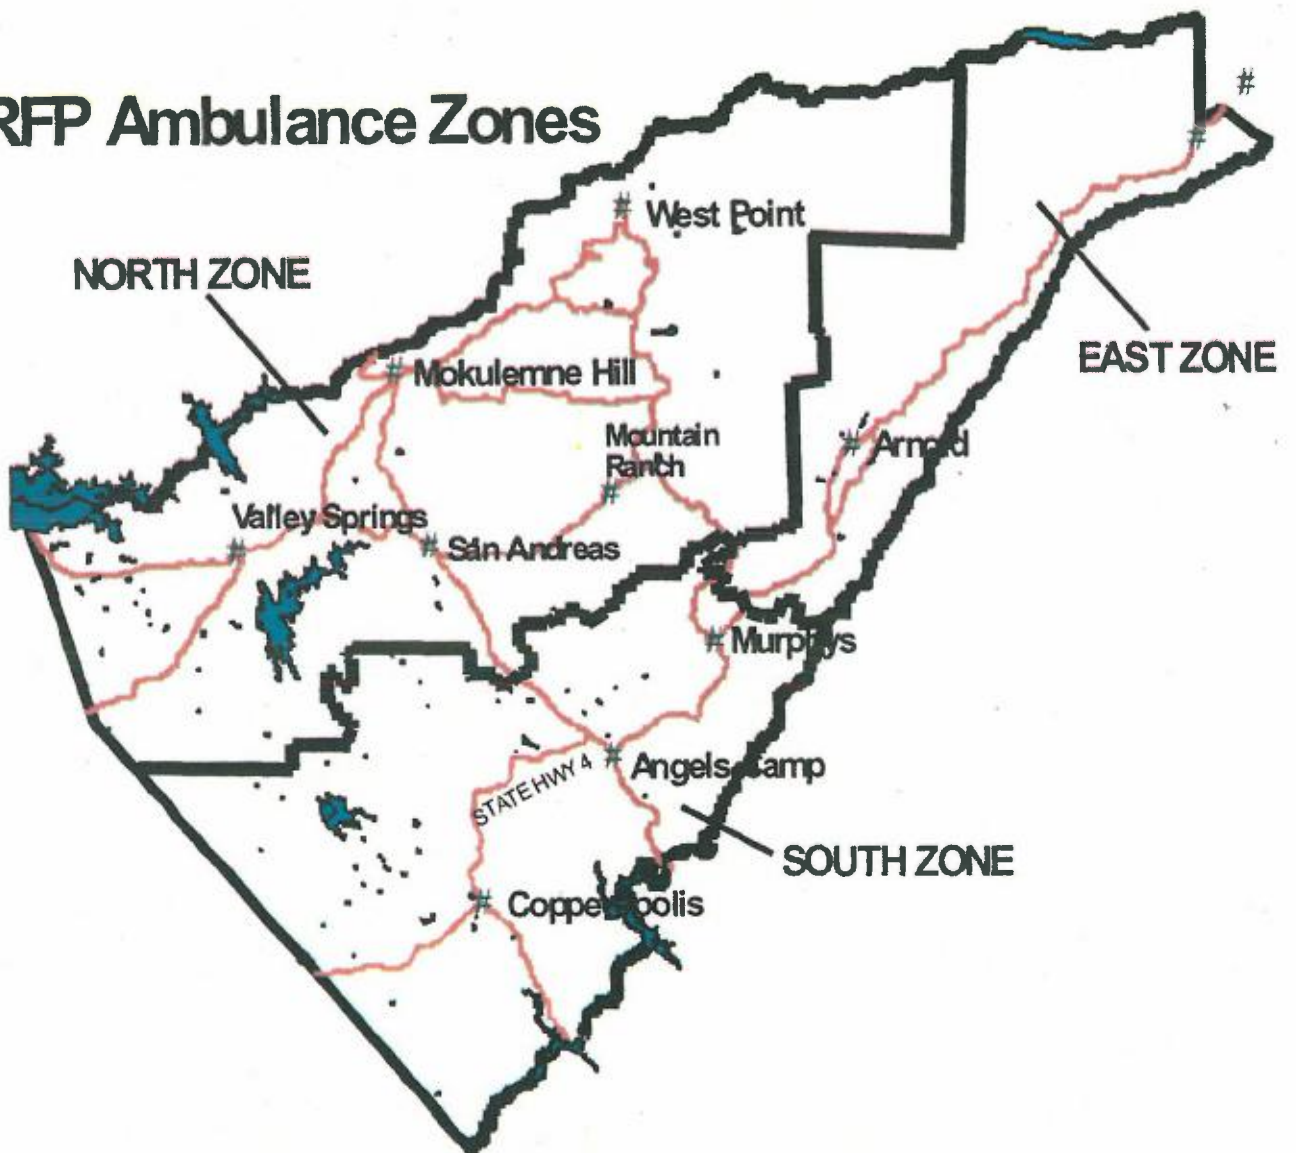 RFP Ambulance Zones
#
#
# West Point
NORTH ZONE
EAST ZONE
# Mokulemne Hill
Mountain
Ranch
#
# Arnold
Valley Springs
#
# San Andreas
# Murphys
# Angels Camp
STATE HWY 4
SOUTH ZONE
# Copperopolis